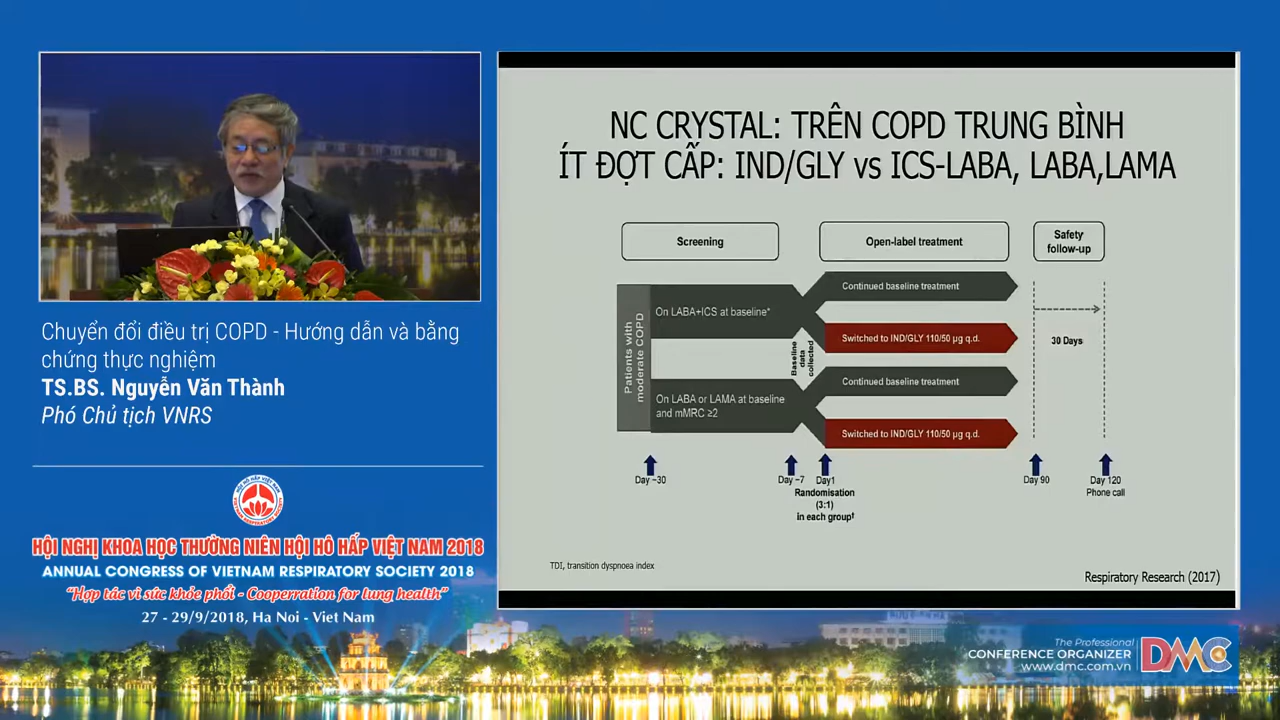 NC CRYSTAL: TRÊN COPD TRUNG BÌNH
ÍT ĐỢT CẤP: IND/GLY vs ICS-LABA, LABA,LAMA
Screening
Open-label treatment
Safety
follow-up
Patients with
moderate COPD
On LABA+ICS at baseline*
Continued baseline treatment
Switched to IND/GLY 110/50 µg q.d.
Baseline
data
collected
On LABA or LAMA at baseline
and mMRC ≥2
Continued baseline treatment
Switched to IND/GLY 110/50 µg q.d.
30 Days
Day −30
Day −7
Day1
Randomisation
(3:1)
in each group†
Day 90
Day 120
Phone call
TDI, transition dyspnoea index
Respiratory Research (2017)
Chuyển đổi điều trị COPD - Hướng dẫn và bằng
chứng thực nghiệm
TS.BS. Nguyễn Văn Thành
Phó Chủ tịch VNRS
HỘI HÔ HẤP VIỆT NAM
VIETNAM RESPIRATORY SOCIETY
HỘI NGHỊ KHOA HỌC THƯỜNG NIÊN HỘI HÔ HẤP VIỆT NAM 2018
ANNUAL CONGRESS OF VIETNAM RESPIRATORY SOCIETY 2018
“Hợp tác vì sức khỏe phổi - Cooperration for lung health”
27 - 29/9/2018, Ha Noi - Viet Nam
The Professional
CONFERENCE ORGANIZER
www.dmc.com.vn
DMC